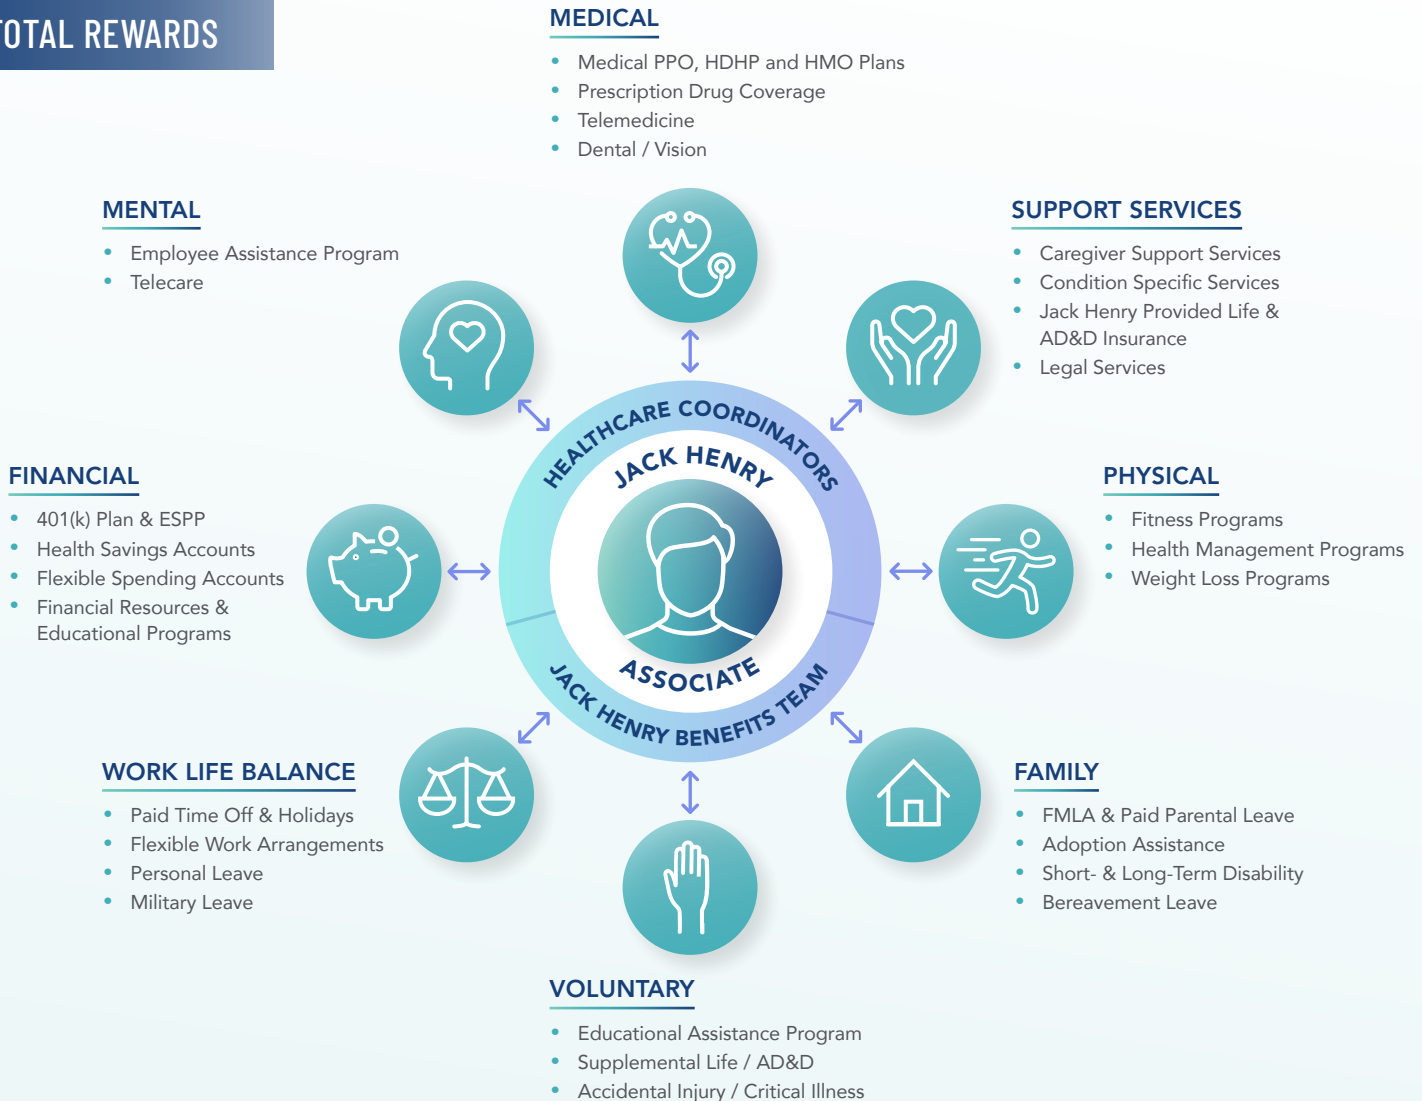 TOTAL REWARDS
MEDICAL
• Medical PPO, HDHP and HMO Plans
• Prescription Drug Coverage
• Telemedicine
• Dental / Vision
MENTAL
• Employee Assistance Program
• Telecare
SUPPORT SERVICES
• Caregiver Support Services
• Condition Specific Services
• Jack Henry Provided Life &
AD&D Insurance
• Legal Services
FINANCIAL
• 401(k) Plan & ESPP
• Health Savings Accounts
• Flexible Spending Accounts
• Financial Resources &
Educational Programs
HEALTHCARE COORDINATORS
JACK HENRY
ASSOCIATE
JACK HENRY BENEFITS TEAM
PHYSICAL
• Fitness Programs
• Health Management Programs
• Weight Loss Programs
WORK LIFE BALANCE
• Paid Time Off & Holidays
• Flexible Work Arrangements
• Personal Leave
• Military Leave
FAMILY
• FMLA & Paid Parental Leave
• Adoption Assistance
• Short- & Long-Term Disability
• Bereavement Leave
VOLUNTARY
• Educational Assistance Program
• Supplemental Life / AD&D
• Accidental Injury / Critical Illness